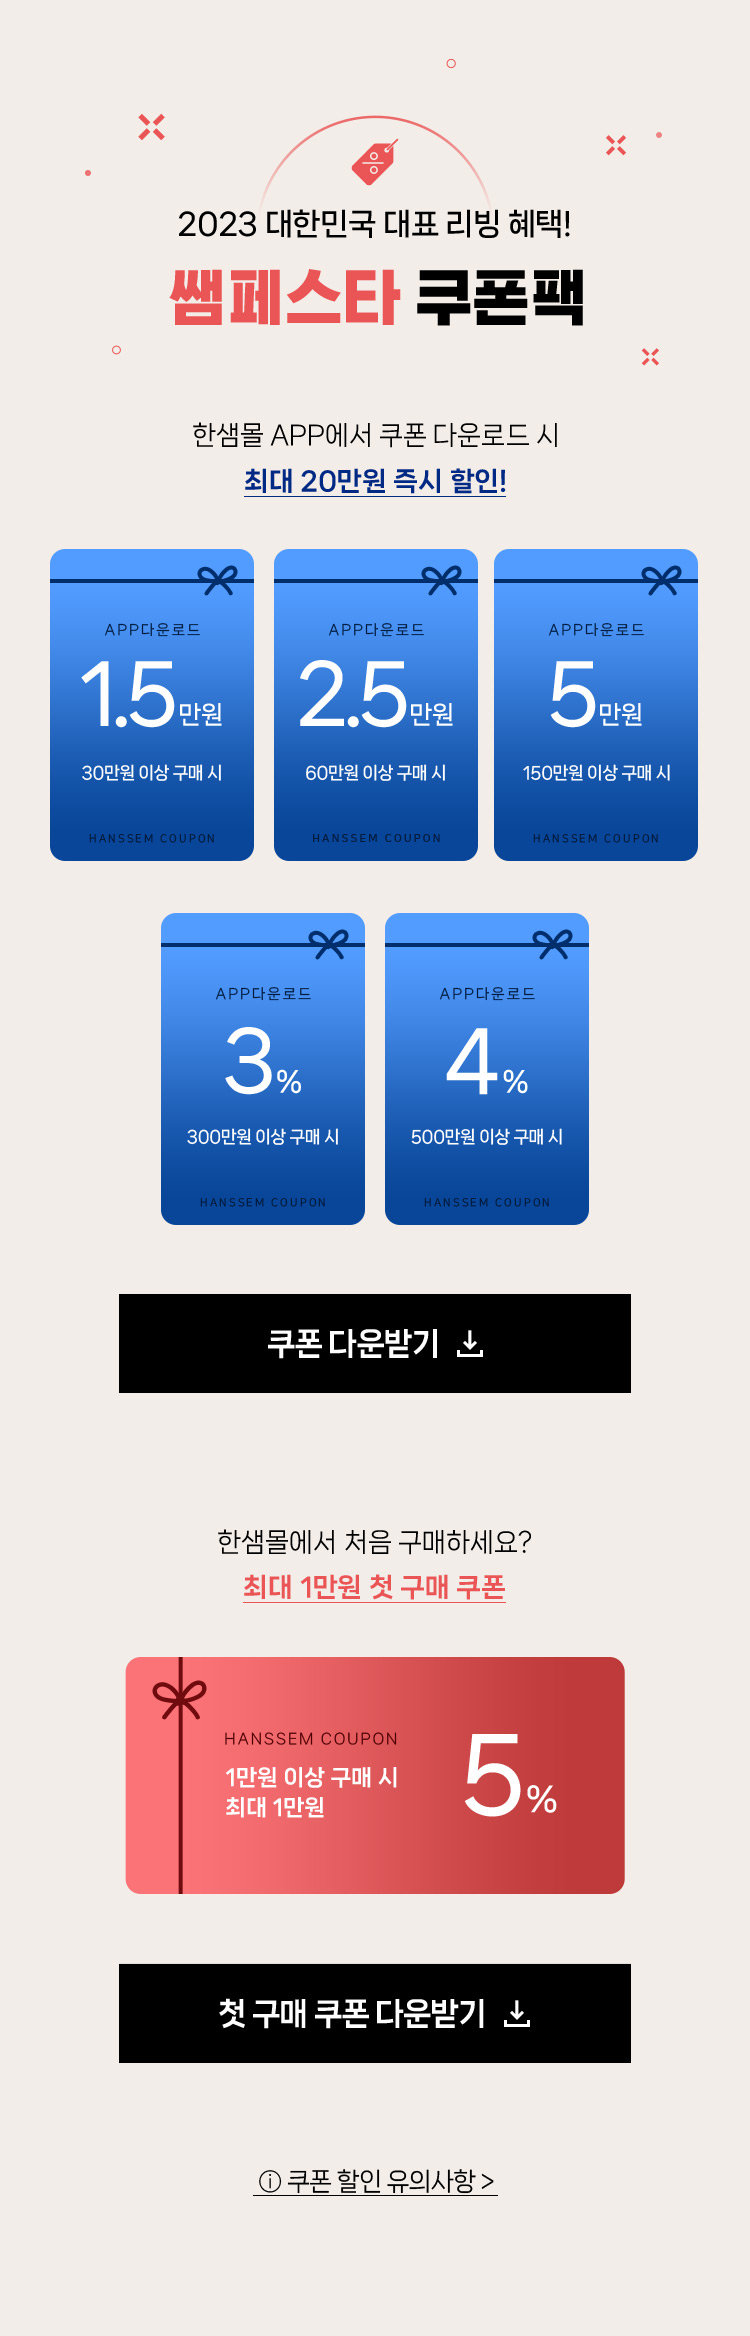 2023 대한민국 대표 리빙 혜택!
쌤페스타 쿠폰팩
한샘몰 APP에서 쿠폰 다운로드 시
최대 20만원 즉시 할인!
APP다운로드
1.5만원
30만원 이상 구매 시
HANSSEM COUPON
APP다운로드
2.5만원
60만원 이상 구매 시
HANSSEM COUPON
APP다운로드
5만원
150만원 이상 구매 시
HANSSEM COUPON
APP다운로드
3%
300만원 이상 구매 시
HANSSEM COUPON
APP다운로드
4%
500만원 이상 구매 시
HANSSEM COUPON
쿠폰 다운받기
한샘몰에서 처음 구매하세요?
최대 1만원 첫 구매 쿠폰
HANSSEM COUPON
1만원 이상 구매 시
최대 1만원
5%
첫 구매 쿠폰 다운받기
ⓘ 쿠폰 할인 유의사항 >